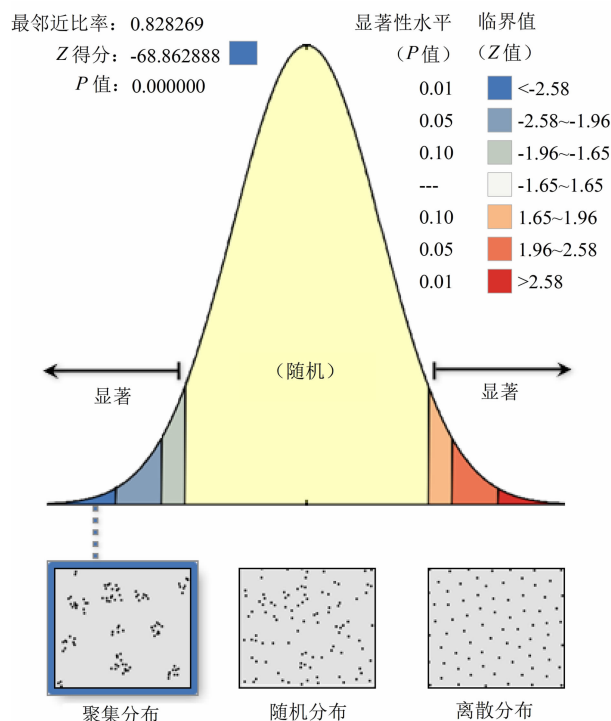 最邻近比率：0.828269
Z 得分：-68.862888
P 值：0.000000
显著性水平 临界值
（P值） （Z值）
0.01 <-2.58
0.05 -2.58~-1.96
0.10 -1.96~-1.65
--- -1.65~1.65
0.10 1.65~1.96
0.05 1.96~2.58
0.01 >2.58
（随机）
显著 显著
聚集分布 随机分布 离散分布